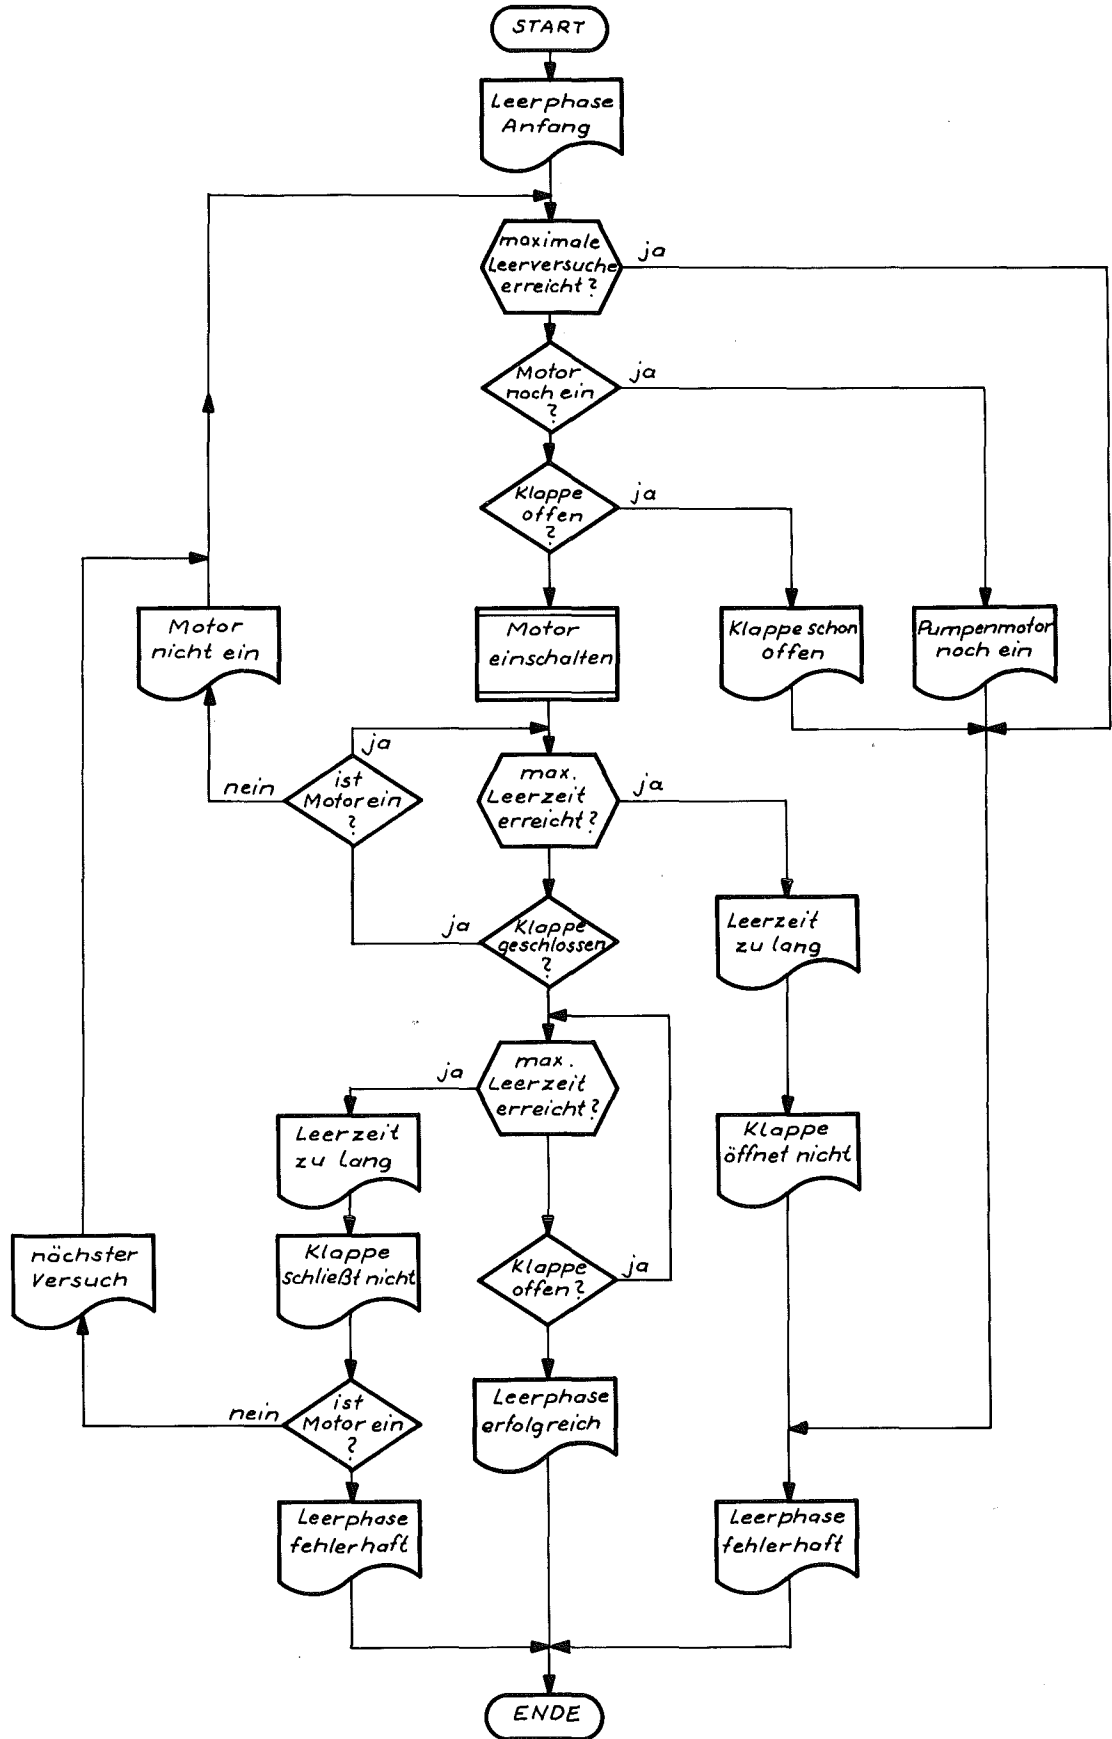 START
Leerphase
Anfang
maximale
Leerversuche
erreicht?
ja
Motor
noch ein
?
ja
Klappe
offen
?
ja
Motor
nicht ein
Motor
einschalten
Klappe schon
offen
Pumpenmotor
noch ein
ja
nein
ist
Motor ein
?
max.
Leerzeit
erreicht?
ja
ja
Klappe
geschlossen
?
Leerzeit
zu lang
ja
max.
Leerzeit
erreicht?
Leerzeit
zu lang
Klappe
öffnet nicht
nächster
Versuch
Klappe
schließt nicht
Klappe
offen?
ja
nein
ist
Motor ein
?
Leerphase
erfolgreich
Leerphase
fehlerhaft
Leerphase
fehlerhaft
ENDE